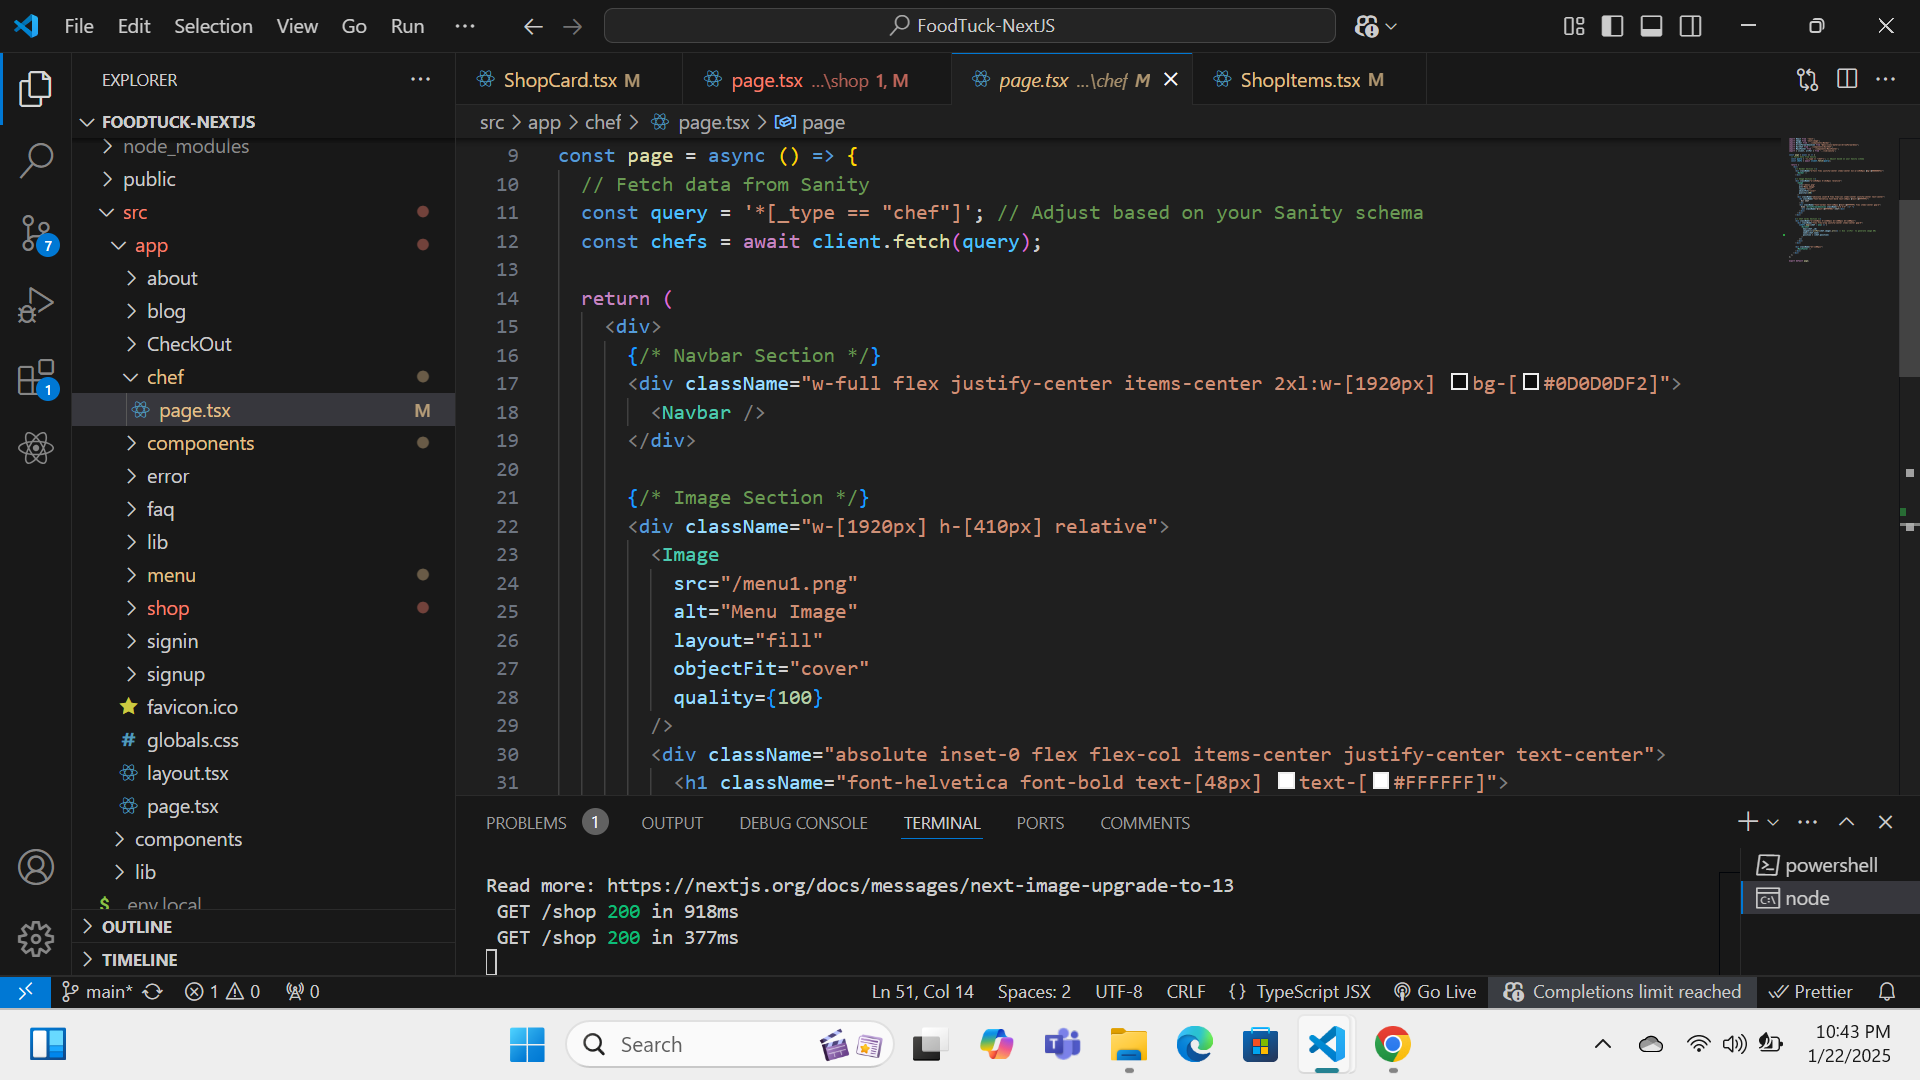 File Edit Selection View Go Run ··· FoodTuck-NextJS
EXPLORER
FOODTUCK-NEXTJS
node_modules
public
src
app
about
blog
CheckOut
chef
page.tsx M
components
error
faq
lib
menu
shop
signin
signup
favicon.ico
globals.css
layout.tsx
page.tsx
components
lib
.env.local
OUTLINE
TIMELINE
7
1
ShopCard.tsx M page.tsx ...\shop 1, M page.tsx ...\chef M ShopItems.tsx M
src > app > chef > page.tsx > page
9 const page = async () => {
10 // Fetch data from Sanity
11 const query = '*[_type == "chef"]'; // Adjust based on your Sanity schema
12 const chefs = await client.fetch(query);
13
14 return (
15 <div>
16 {/* Navbar Section */}
17 <div className="w-full flex justify-center items-center 2xl:w-[1920px] bg-[#0D0D0DF2]">
18 <Navbar />
19 </div>
20
21 {/* Image Section */}
22 <div className="w-[1920px] h-[410px] relative">
23 <Image
24 src="/menu1.png"
25 alt="Menu Image"
26 layout="fill"
27 objectFit="cover"
28 quality={100}
29 />
30 <div className="absolute inset-0 flex flex-col items-center justify-center text-center">
31 <h1 className="font-helvetica font-bold text-[48px] text-[#FFFFFF]">
PROBLEMS 1 OUTPUT DEBUG CONSOLE TERMINAL PORTS COMMENTS
Read more: https://nextjs.org/docs/messages/next-image-upgrade-to-13
GET /shop 200 in 918ms
GET /shop 200 in 377ms
powershell
node
main* 1 0 0 Ln 51, Col 14 Spaces: 2 UTF-8 CRLF {} TypeScript JSX Go Live Completions limit reached Prettier
Search
10:43 PM
1/22/2025